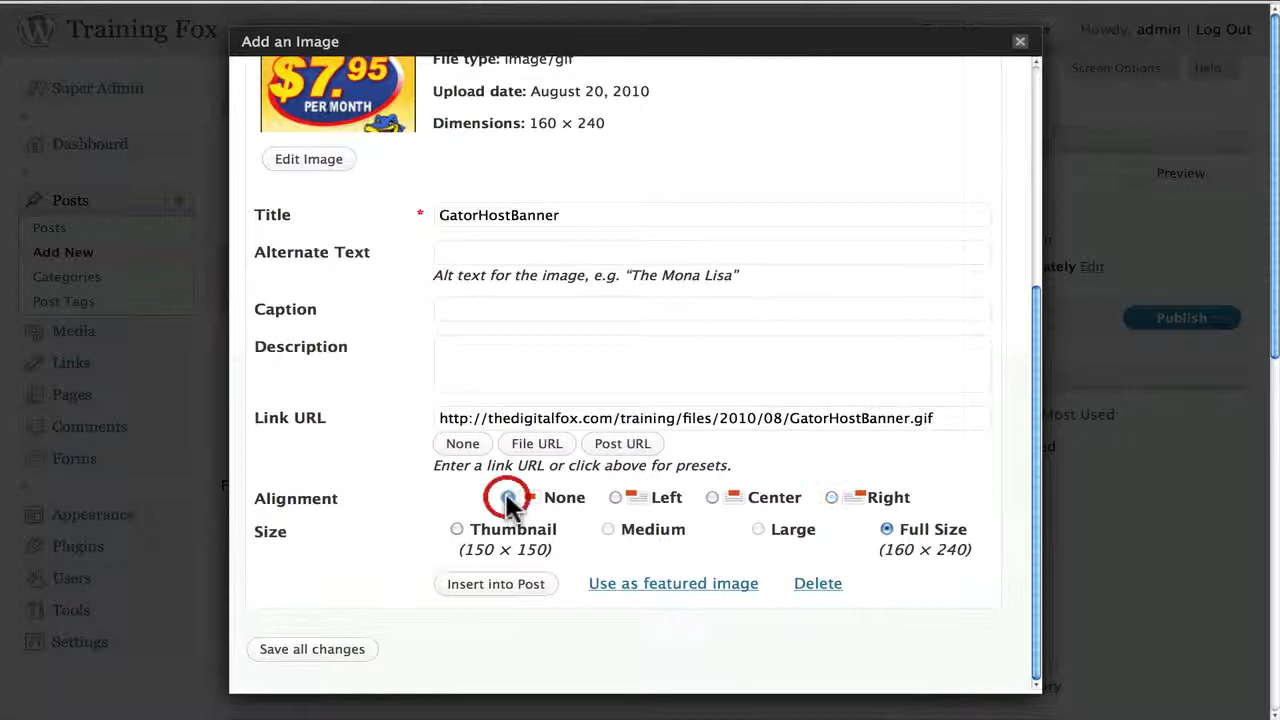 Training Fox
Howdy, admin | Log Out
Add an Image
Screen Options
Help
Super Admin
Dashboard
Posts
Posts
Add New
Categories
Post Tags
Media
Links
Pages
Comments
Forms
Appearance
Plugins
Users
Tools
Settings
$7.95
PER MONTH
File type: image/gif
Upload date: August 20, 2010
Dimensions: 160 × 240
Edit Image
Title * GatorHostBanner
Alternate Text
Alt text for the image, e.g. “The Mona Lisa”
Caption
Description
Link URL http://thedigitalfox.com/training/files/2010/08/GatorHostBanner.gif
None File URL Post URL
Enter a link URL or click above for presets.
Alignment None Left Center Right
Size Thumbnail Medium Large Full Size
(150 × 150) (160 × 240)
Insert into Post Use as featured image Delete
Save all changes
Preview
Edit
Publish
Most Used